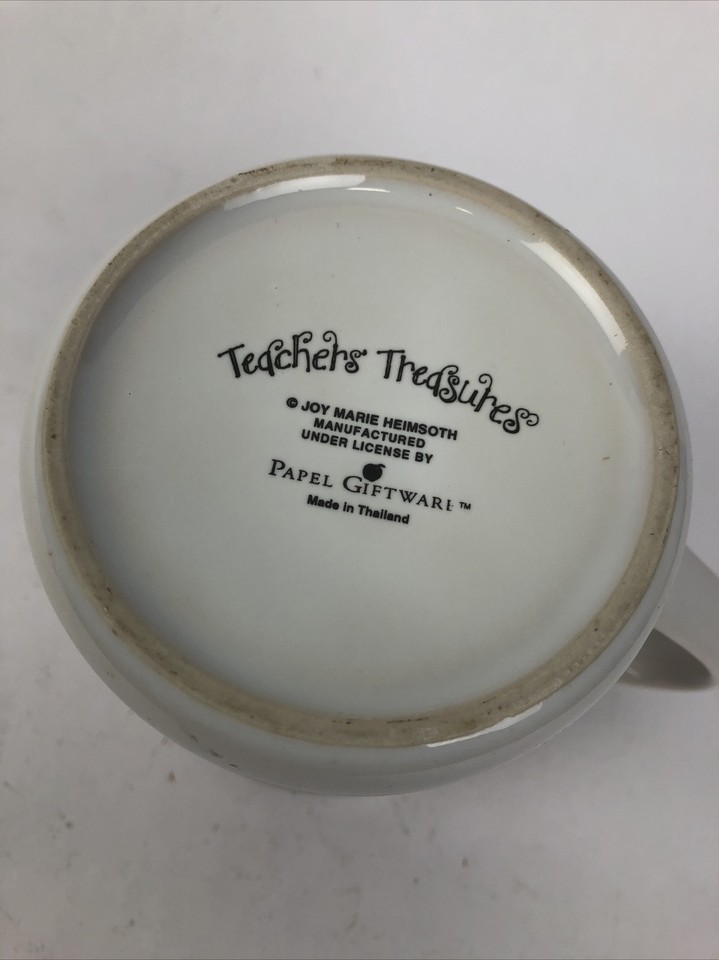 Teachers Treasures
© JOY MARIE HEIMSOTH
MANUFACTURED
UNDER LICENSE BY
PAPEL GIFTWARE™
Made in Thailand